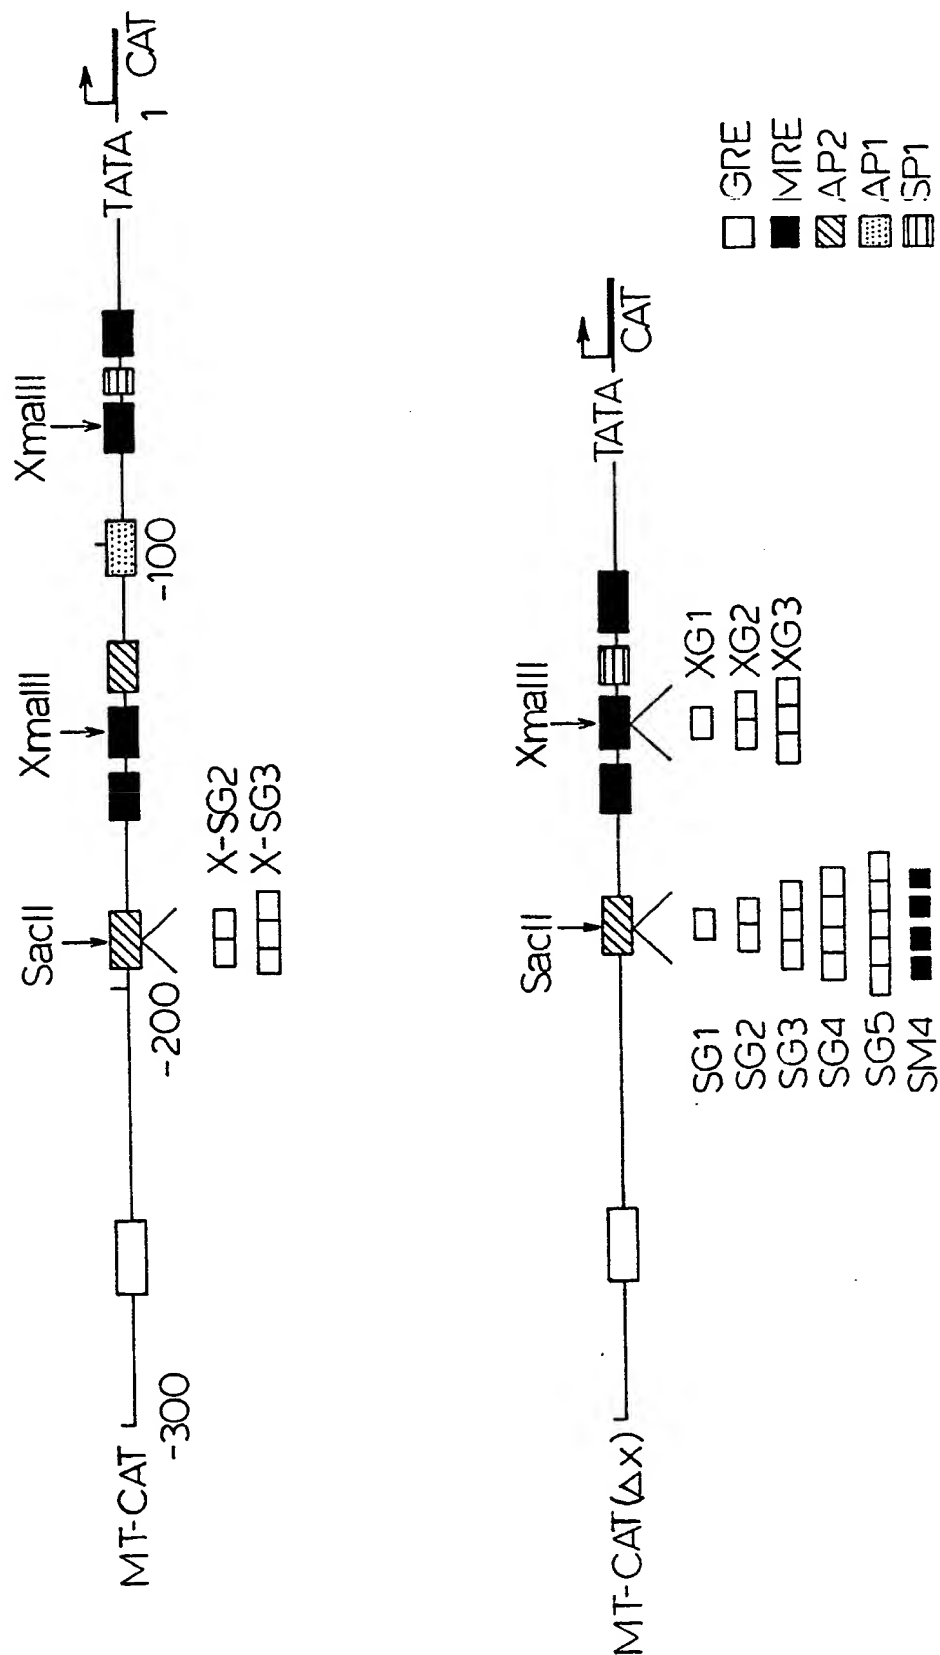 MT-CAT
-300
-200
SacII
XmaIII
-100
XmaIII
TATA
1
CAT
X-SG2
X-SG3
MT-CAT(Δx)
SacII
XmaIII
TATA
CAT
SG1
SG2
SG3
SG4
SG5
SM4
XG1
XG2
XG3
GRE
MRE
AP2
AP1
SP1